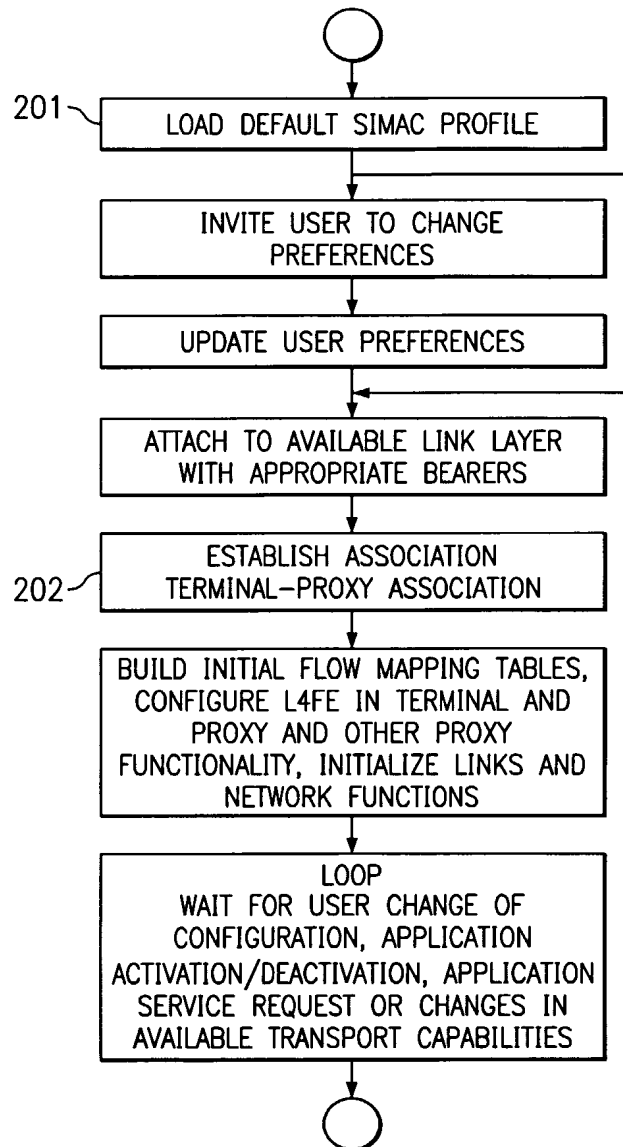 201
LOAD DEFAULT SIMAC PROFILE
INVITE USER TO CHANGE
PREFERENCES
UPDATE USER PREFERENCES
ATTACH TO AVAILABLE LINK LAYER
WITH APPROPRIATE BEARERS
202
ESTABLISH ASSOCIATION
TERMINAL-PROXY ASSOCIATION
BUILD INITIAL FLOW MAPPING TABLES,
CONFIGURE L4FE IN TERMINAL AND
PROXY AND OTHER PROXY
FUNCTIONALITY, INITIALIZE LINKS AND
NETWORK FUNCTIONS
LOOP
WAIT FOR USER CHANGE OF
CONFIGURATION, APPLICATION
ACTIVATION/DEACTIVATION, APPLICATION
SERVICE REQUEST OR CHANGES IN
AVAILABLE TRANSPORT CAPABILITIES